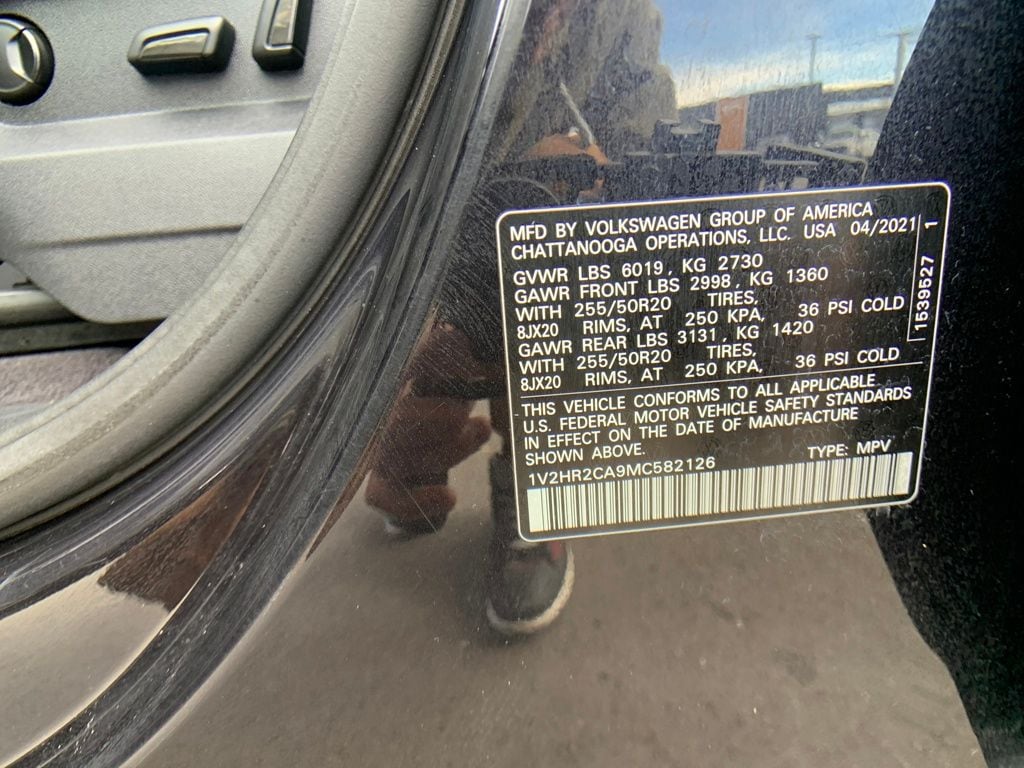 MFD BY VOLKSWAGEN GROUP OF AMERICA
CHATTANOOGA OPERATIONS, LLC. USA 04/2021
GVWR LBS 6019, KG 2730
GAWR FRONT LBS 2998, KG 1360
WITH 255/50R20 TIRES,
8JX20 RIMS, AT 250 KPA, 36 PSI COLD
GAWR REAR LBS 3131, KG 1420
WITH 255/50R20 TIRES,
8JX20 RIMS, AT 250 KPA, 36 PSI COLD
THIS VEHICLE CONFORMS TO ALL APPLICABLE
U.S. FEDERAL MOTOR VEHICLE SAFETY STANDARDS
IN EFFECT ON THE DATE OF MANUFACTURE
SHOWN ABOVE.
TYPE: MPV
1V2HR2CA9MC582126
1539527 1